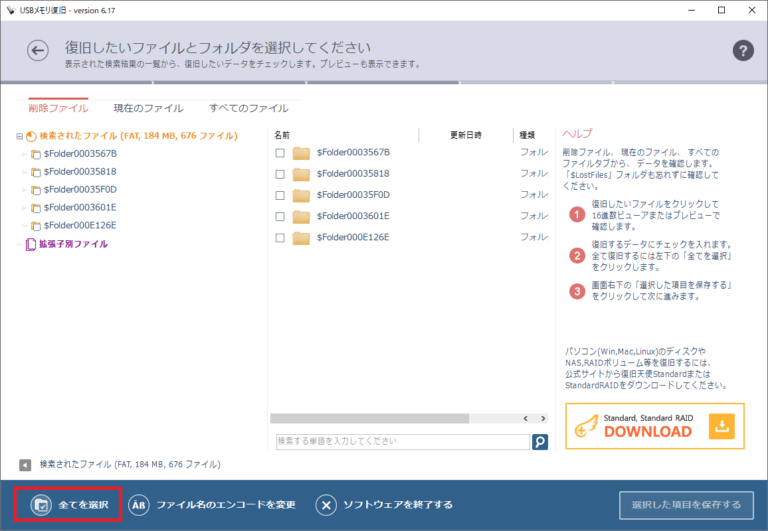 USBメモリ復旧 - version 6.17
復旧したいファイルとフォルダを選択してください
表示された検索結果の一覧から、復旧したいデータをチェックします。プレビューも表示できます。
?
削除ファイル 現在のファイル すべてのファイル
検索されたファイル (FAT, 184 MB, 676 ファイル)
$Folder0003567B
$Folder00035818
$Folder00035F0D
$Folder0003601E
$Folder000E126E
拡張子別ファイル
名前 更新日時 種類
$Folder0003567B フォル
$Folder00035818 フォル
$Folder00035F0D フォル
$Folder0003601E フォル
$Folder000E126E フォル
検索する単語を入力してください
ヘルプ
削除ファイル、 現在のファイル、 すべての
ファイルタブから、 データを確認します。
「$LostFiles」フォルダも忘れずに確認して
ください。
1 復旧したいファイルをクリックして
16進数ビューアまたはプレビューで
確認します。
2 復旧するデータにチェックを入れます。
全て復旧するには左下の「全てを選択」
をクリックします。
3 画面右下の「選択した項目を保存する」
をクリックして次に進みます。
パソコン(Win,Mac,Linux)のディスクや
NAS,RAIDボリューム等を復旧するには、
公式サイトから復旧天使Standardまたは
StandardRAIDをダウンロードしてください。
Standard, Standard RAID
DOWNLOAD
検索されたファイル (FAT, 184 MB, 676 ファイル)
全てを選択 ÄB ファイル名のエンコードを変更 ソフトウェアを終了する 選択した項目を保存する